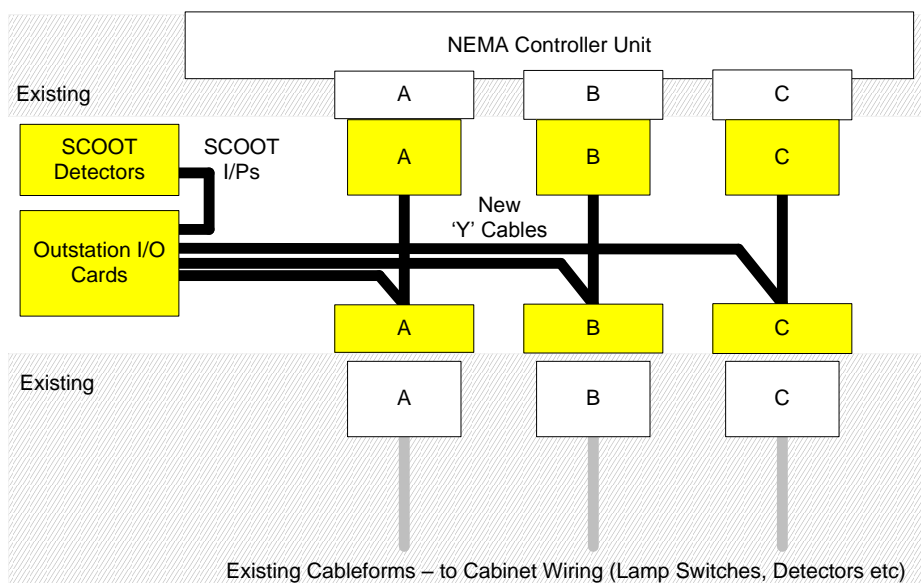 NEMA Controller Unit
Existing
A
B
C
SCOOT
Detectors
SCOOT
I/Ps
A
B
C
New
'Y' Cables
Outstation I/O
Cards
A
B
C
Existing
A
B
C
Existing Cableforms – to Cabinet Wiring (Lamp Switches, Detectors etc)